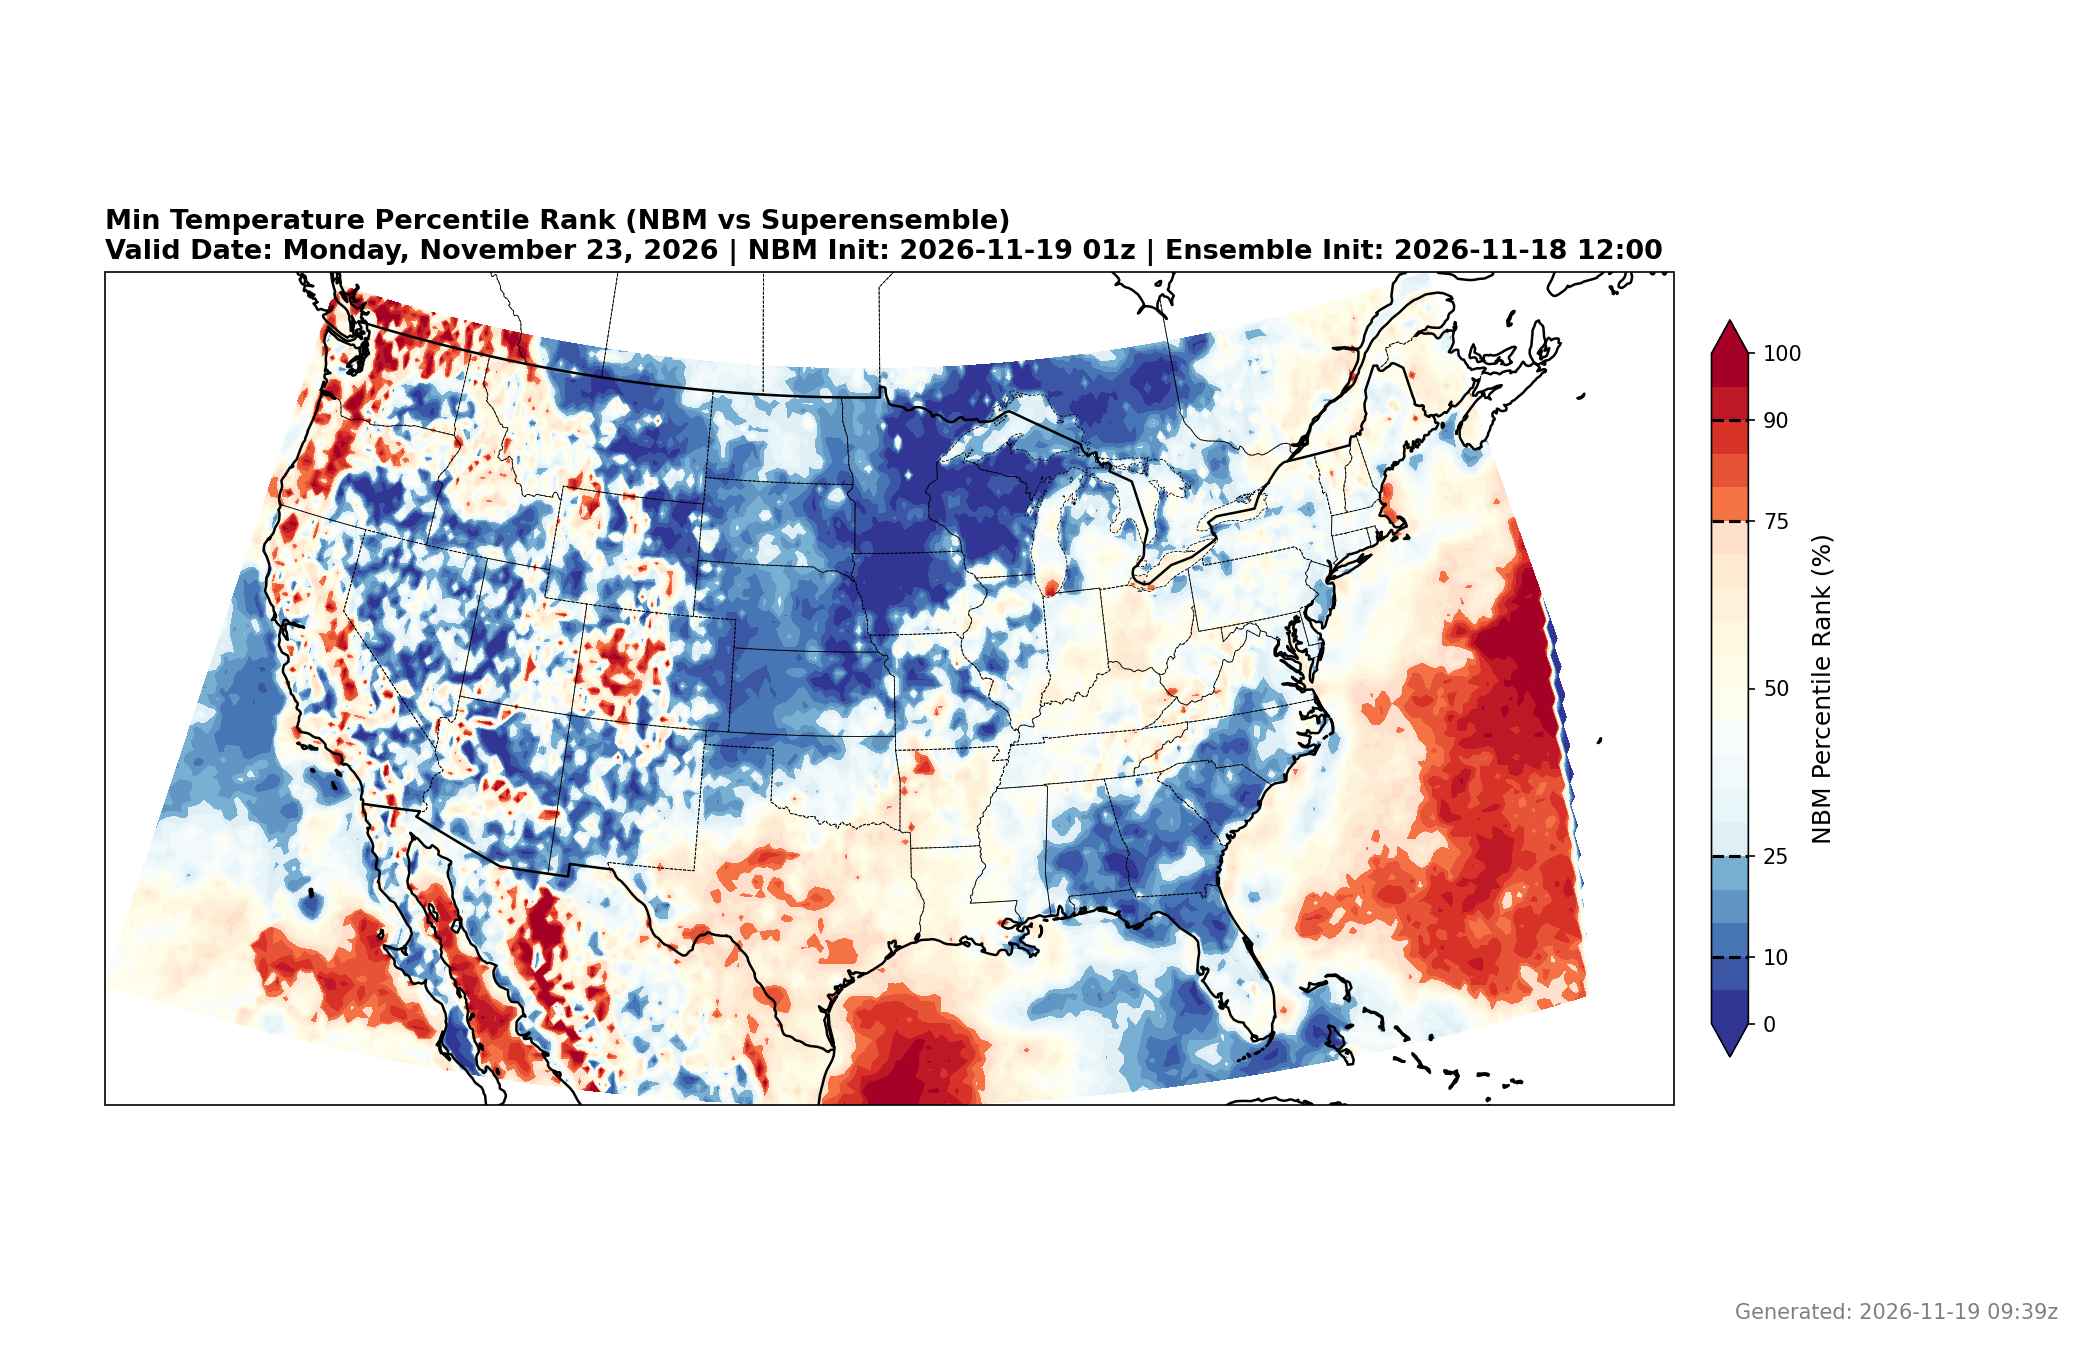 Min Temperature Percentile Rank (NBM vs Superensemble)
Valid Date: Monday, November 23, 2026 | NBM Init: 2026-11-19 01z | Ensemble Init: 2026-11-18 12:00
100
90
75
50
25
10
0
NBM Percentile Rank (%)
Generated: 2026-11-19 09:39z